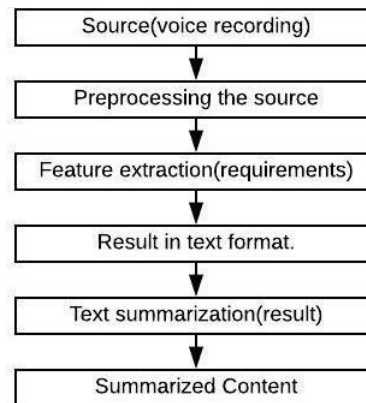 Source(voice recording)
Preprocessing the source
Feature extraction(requirements)
Result in text format.
Text summarization(result)
Summarized Content